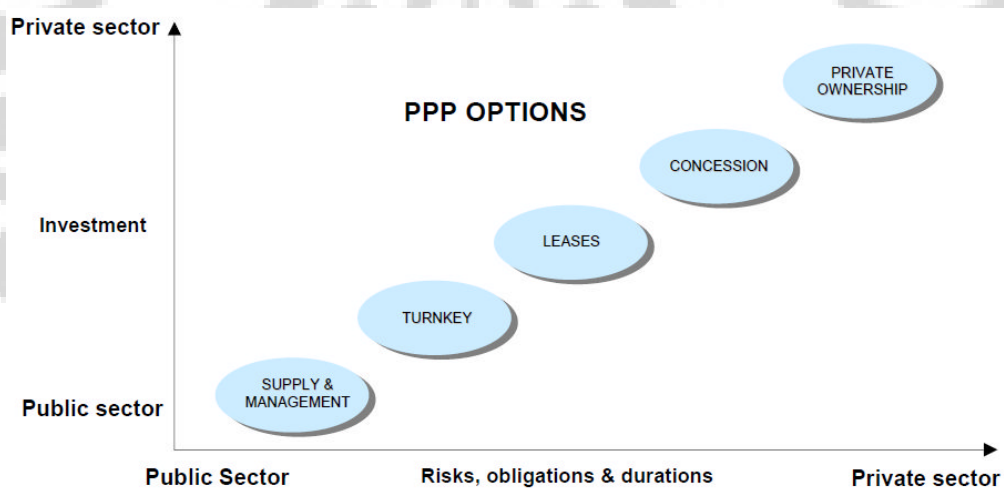 Private sector
PRIVATE
OWNERSHIP
PPP OPTIONS
CONCESSION
Investment
LEASES
TURNKEY
SUPPLY &
MANAGEMENT
Public sector
Public Sector
Risks, obligations & durations
Private sector